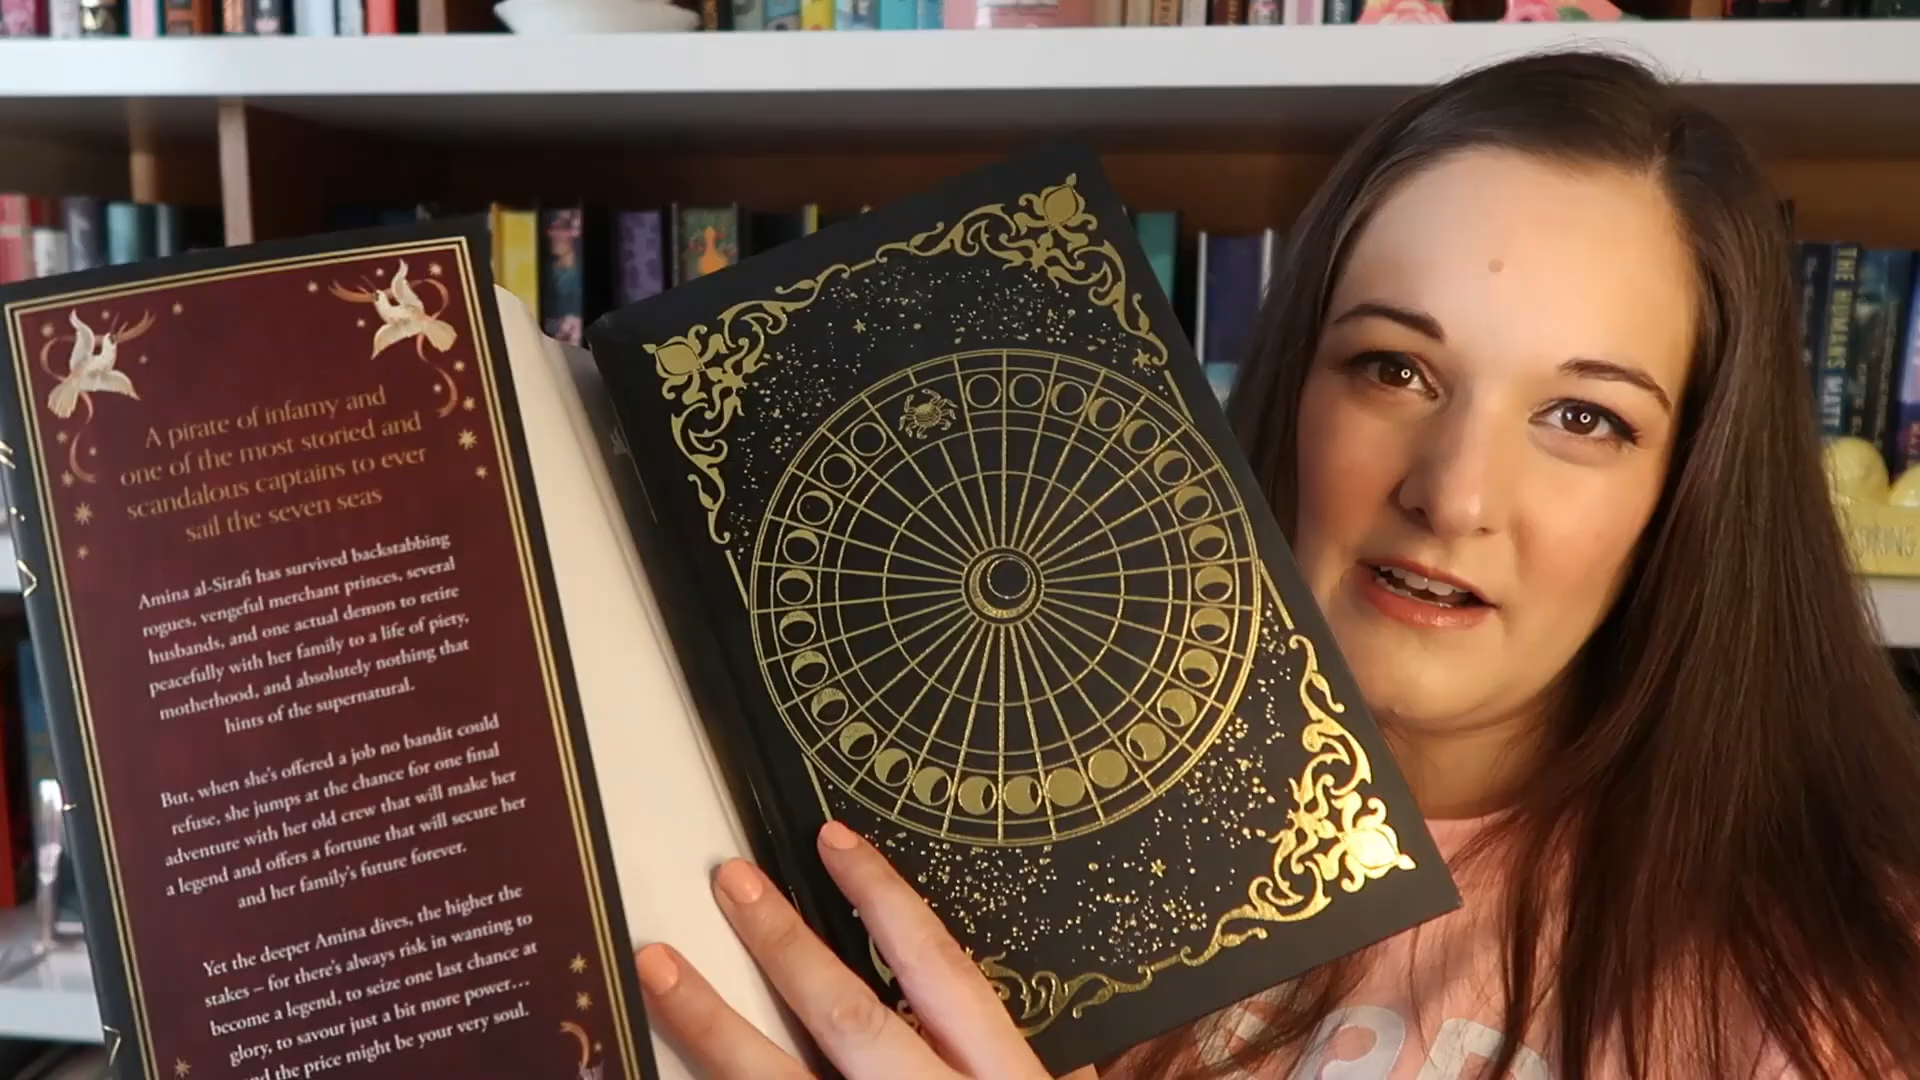 A pirate of infamy and
one of the most storied and
scandalous captains to ever
sail the seven seas
Amina al-Sirafi has survived backstabbing
rogues, vengeful merchant princes, several
husbands, and one actual demon to retire
peacefully with her family to a life of piety,
motherhood, and absolutely nothing that
hints of the supernatural.
But, when she's offered a job no bandit could
refuse, she jumps at the chance for one final
adventure with her old crew that will make her
a legend and offers a fortune that will secure her
and her family's future forever.
Yet the deeper Amina dives, the higher the
stakes – for there's always risk in wanting to
become a legend, to seize one last chance at
glory, to savour just a bit more power…
the price might be your very soul.
THE HUMANS MATT